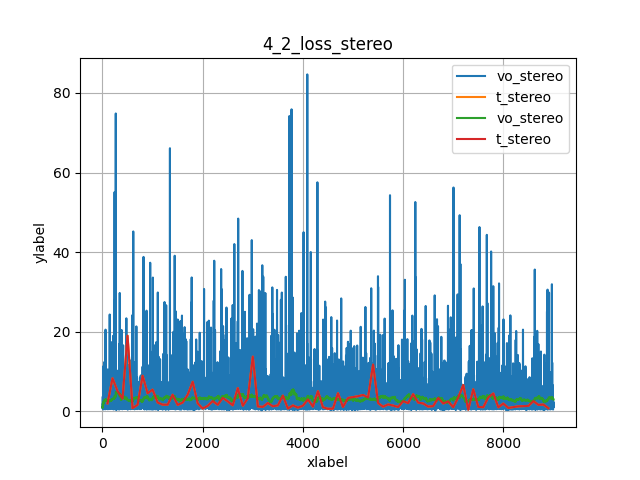 4_2_loss_stereo
vo_stereo
t_stereo
vo_stereo
t_stereo
80
60
40
20
0
ylabel
0 2000 4000 6000 8000
xlabel